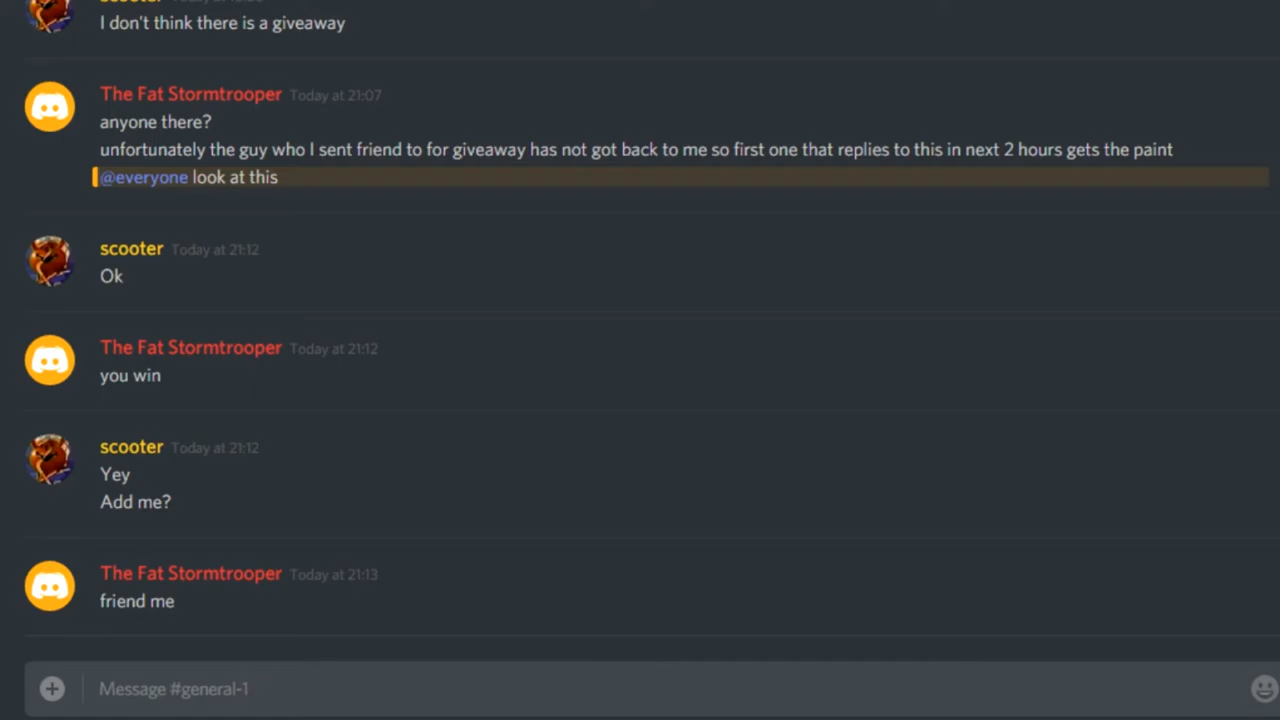 scooter
I don't think there is a giveaway
The Fat Stormtrooper Today at 21:07
anyone there?
unfortunately the guy who I sent friend to for giveaway has not got back to me so first one that replies to this in next 2 hours gets the paint
@everyone look at this
scooter Today at 21:12
Ok
The Fat Stormtrooper Today at 21:12
you win
scooter Today at 21:12
Yey
Add me?
The Fat Stormtrooper Today at 21:13
friend me
Message #general-1